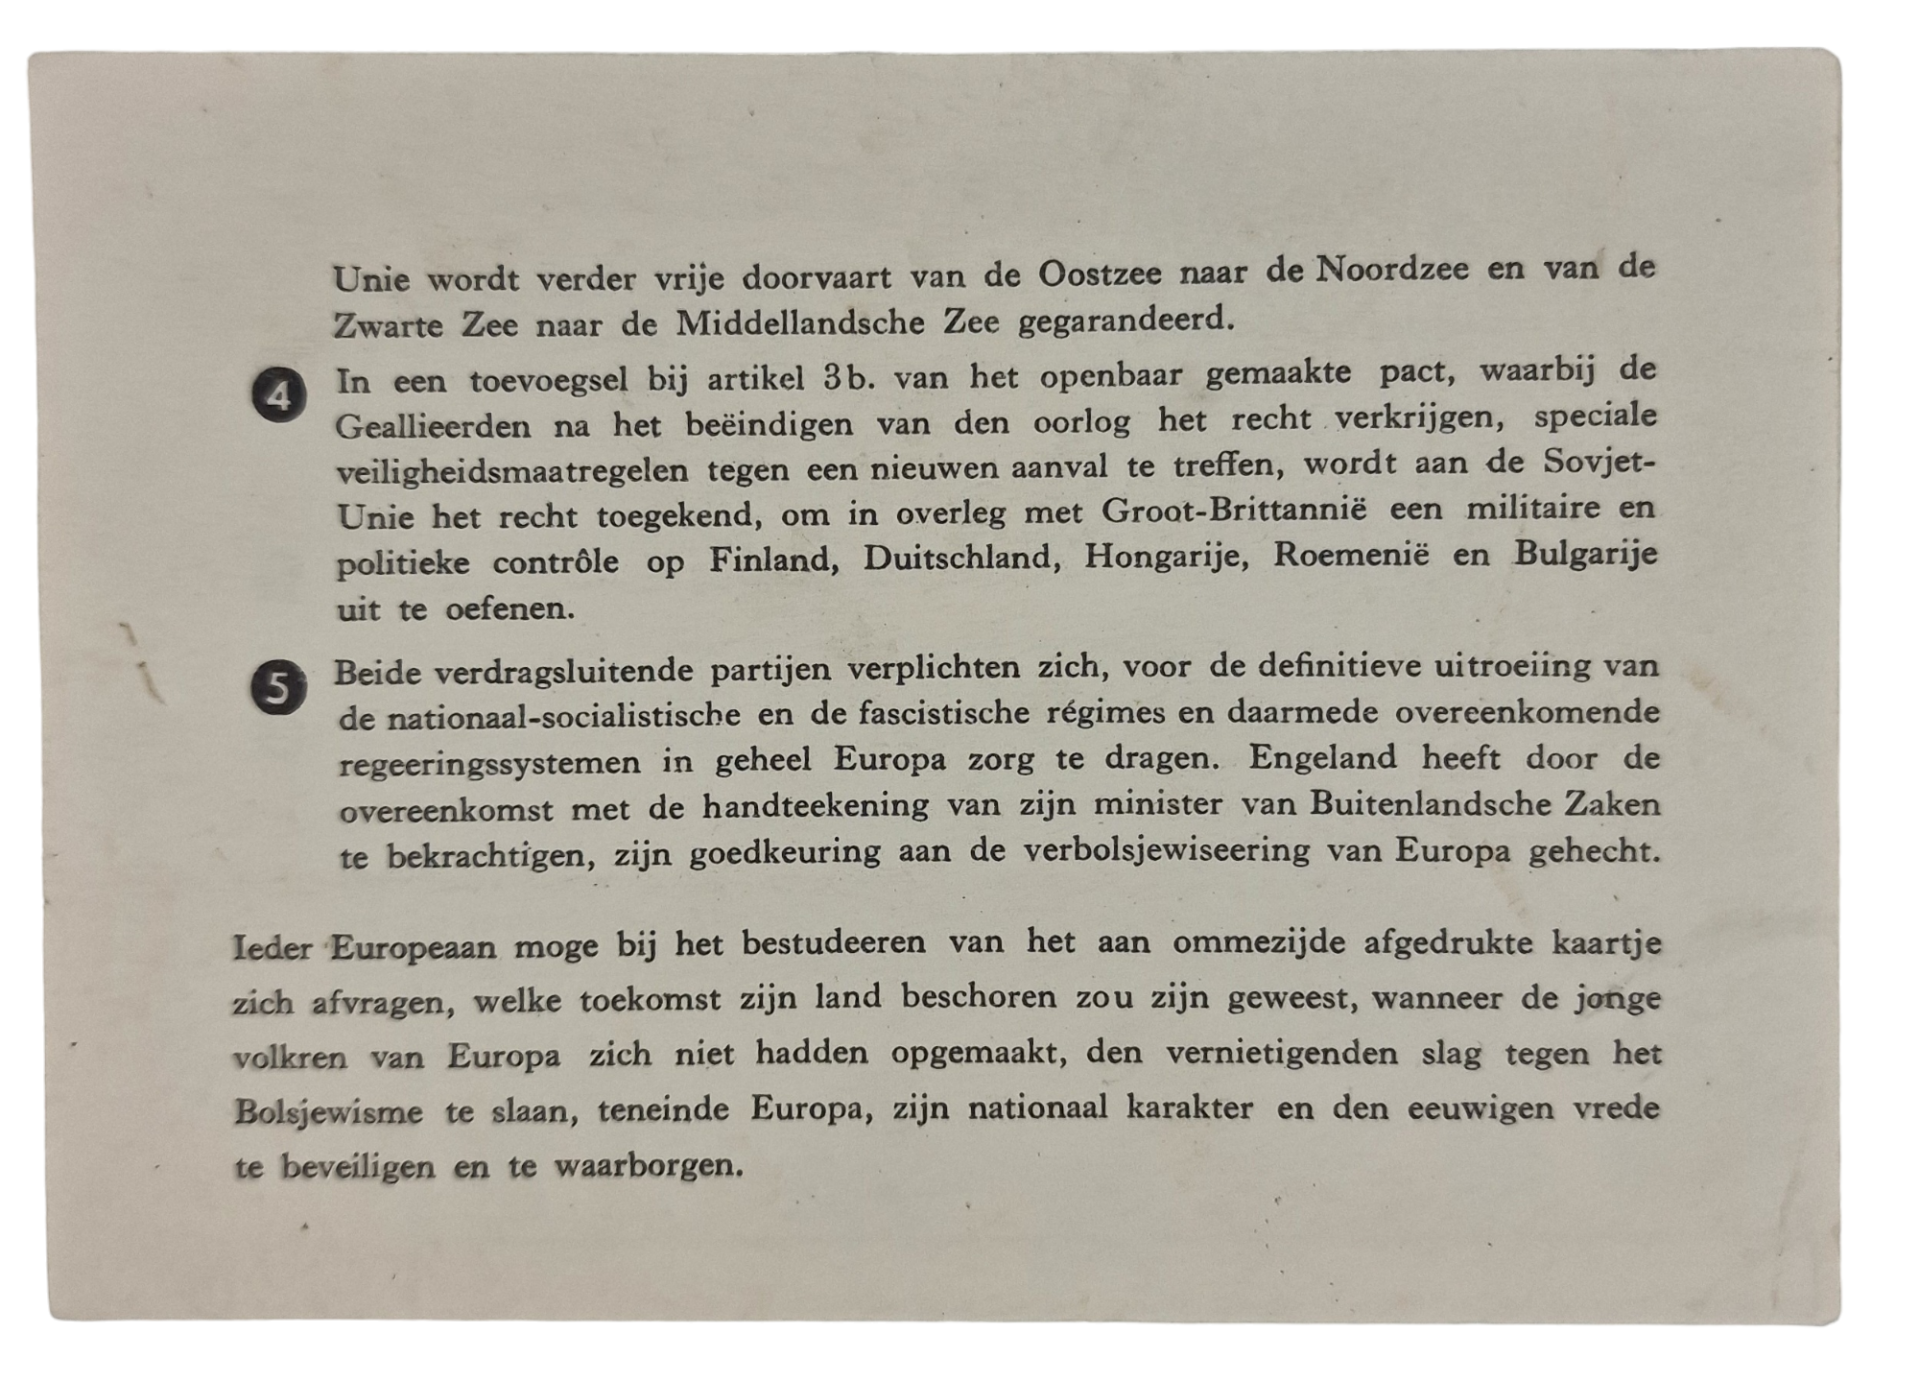 Unie wordt verder vrije doorvaart van de Oostzee naar de Noordzee en van de
Zwarte Zee naar de Middellandsche Zee gegarandeerd.
4 In een toevoegsel bij artikel 3b. van het openbaar gemaakte pact, waarbij de
Geallieerden na het beëindigen van den oorlog het recht verkrijgen, speciale
veiligheidsmaatregelen tegen een nieuwen aanval te treffen, wordt aan de Sovjet-
Unie het recht toegekend, om in overleg met Groot-Brittannië een militaire en
politieke contrôle op Finland, Duitschland, Hongarije, Roemenië en Bulgarije
uit te oefenen.
5 Beide verdragsluitende partijen verplichten zich, voor de definitieve uitroeiing van
de nationaal-socialistische en de fascistische régimes en daarmede overeenkomende
regeeringssystemen in geheel Europa zorg te dragen. Engeland heeft door de
overeenkomst met de handteekening van zijn minister van Buitenlandsche Zaken
te bekrachtigen, zijn goedkeuring aan de verbolsjewiseering van Europa gehecht.
Ieder Europeaan moge bij het bestudeeren van het aan ommezijde afgedrukte kaartje
zich afvragen, welke toekomst zijn land beschoren zou zijn geweest, wanneer de jonge
volkren van Europa zich niet hadden opgemaakt, den vernietigenden slag tegen het
Bolsjewisme te slaan, teneinde Europa, zijn nationaal karakter en den eeuwigen vrede
te beveiligen en te waarborgen.